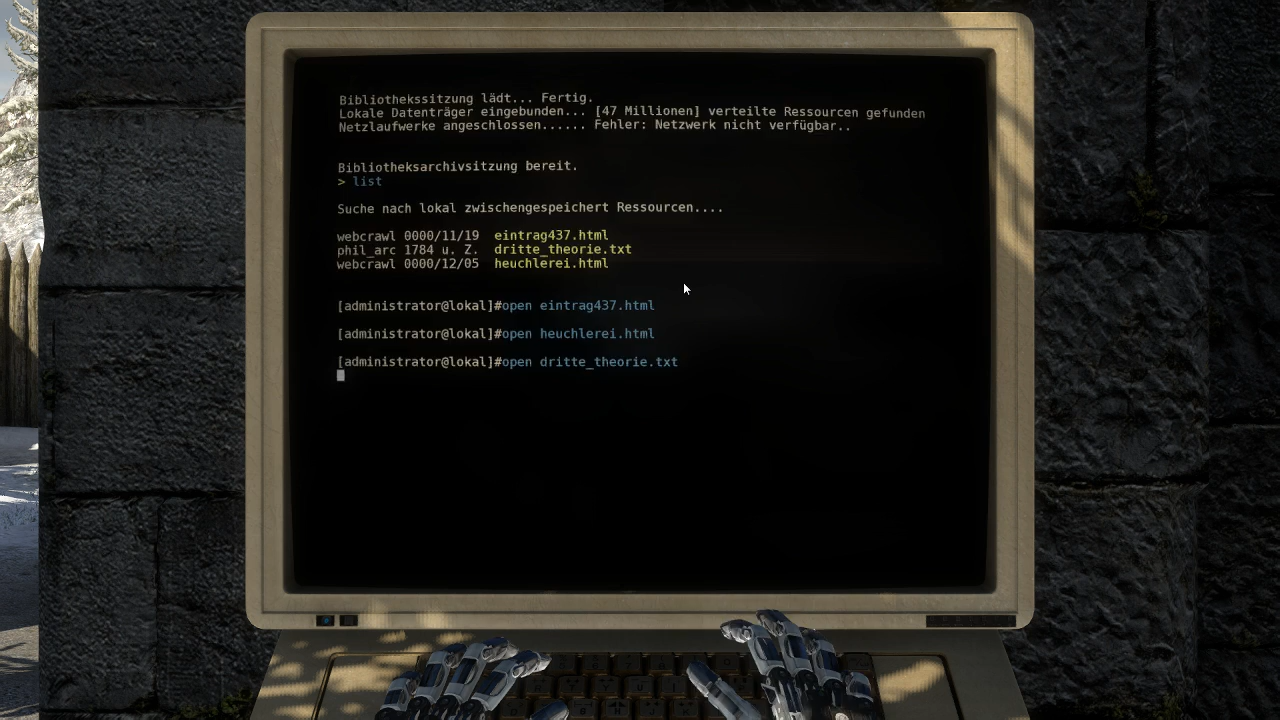 Bibliothekssitzung lädt... Fertig.
Lokale Datenträger eingebunden... [47 Millionen] verteilte Ressourcen gefunden
Netzlaufwerke angeschlossen...... Fehler: Netzwerk nicht verfügbar..
Bibliotheksarchivsitzung bereit.
> list
Suche nach lokal zwischengespeichert Ressourcen....
webcrawl 0000/11/19 eintrag437.html
phil_arc 1784 u. Z. dritte_theorie.txt
webcrawl 0000/12/05 heuchlerei.html
[administrator@lokal]#open eintrag437.html
[administrator@lokal]#open heuchlerei.html
[administrator@lokal]#open dritte_theorie.txt